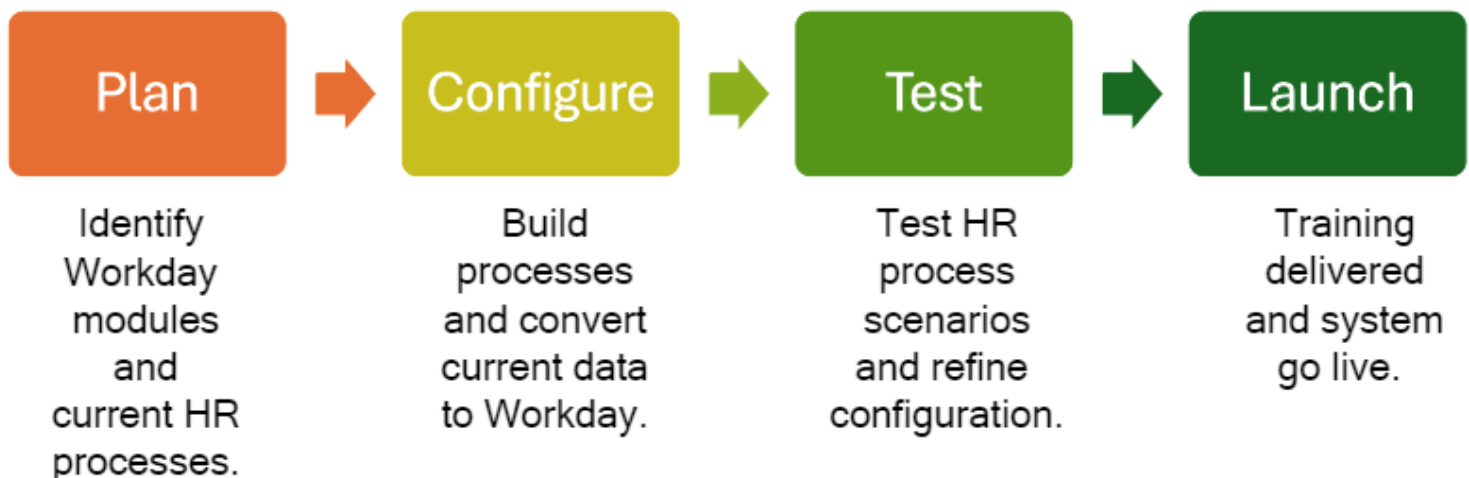 Plan
Configure
Test
Launch
Identify
Workday
modules
and
current HR
processes.
Build
processes
and convert
current data
to Workday.
Test HR
process
scenarios
and refine
configuration.
Training
delivered
and system
go live.